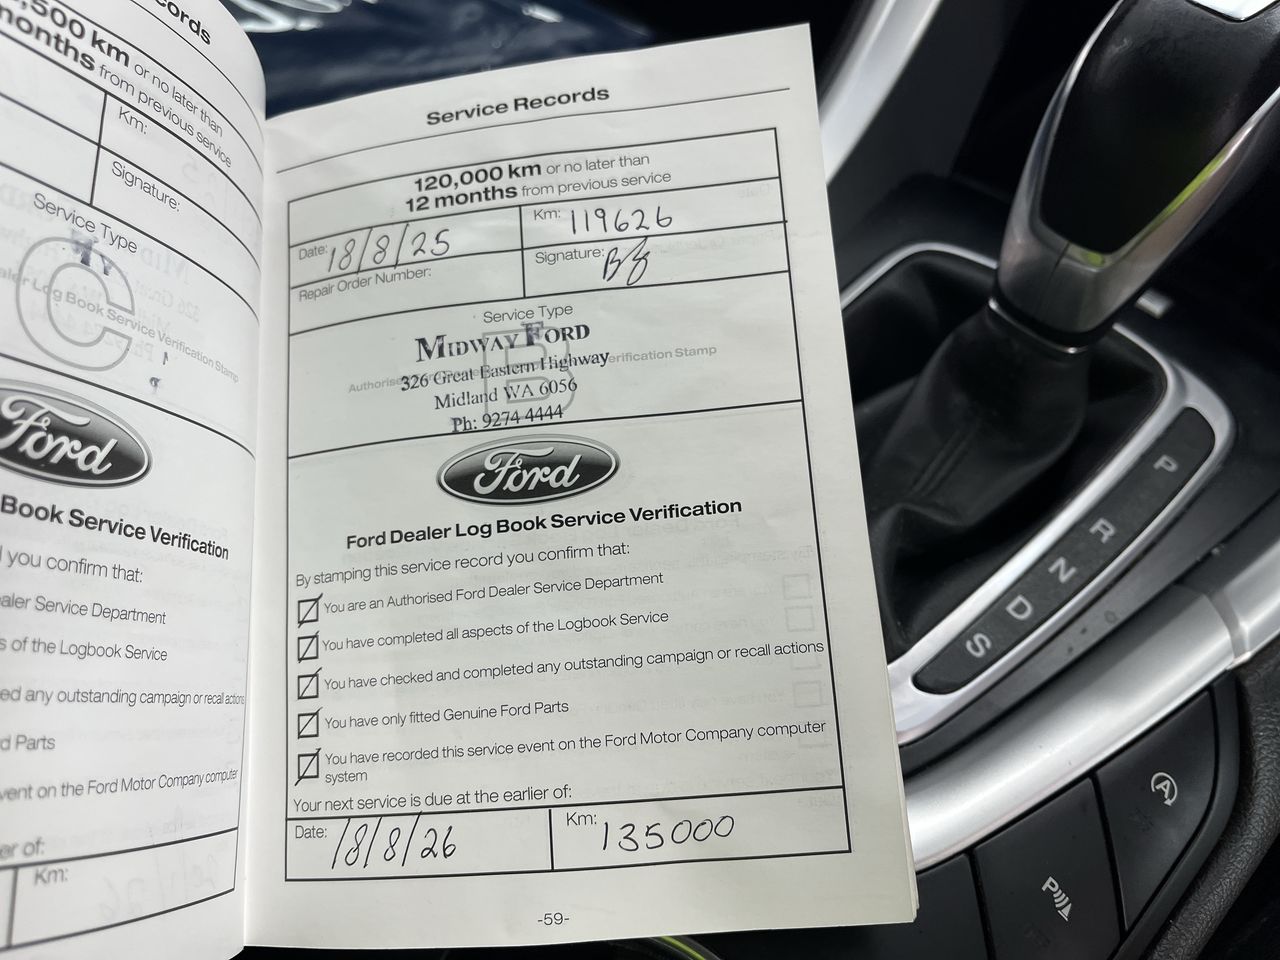 cords
,500 km or no later than
months from previous service
Km:
Signature:
Service Type
C
Log Book Service Verification Stamp
Ford
Book Service Verification
you confirm that:
aler Service Department
s of the Logbook Service
ed any outstanding campaign or recall actions
d Parts
vent on the Ford Motor Company computer
er of:
Km:
Service Records
120,000 km or no later than
12 months from previous service
Date: 18/8/25
Km: 119626
Repair Order Number:
Signature:
Service Type
B
MIDWAY FORD
Authorised erification Stamp
326 Great Eastern Highway
Midland WA 6056
Ph: 9274 4444
Ford
Ford Dealer Log Book Service Verification
By stamping this service record you confirm that:
You are an Authorised Ford Dealer Service Department
You have completed all aspects of the Logbook Service
You have checked and completed any outstanding campaign or recall actions
You have only fitted Genuine Ford Parts
You have recorded this service event on the Ford Motor Company computer
system
Your next service is due at the earlier of:
Date: 18/8/26
Km: 135000
-59-
P
R
N
D
S
A
P